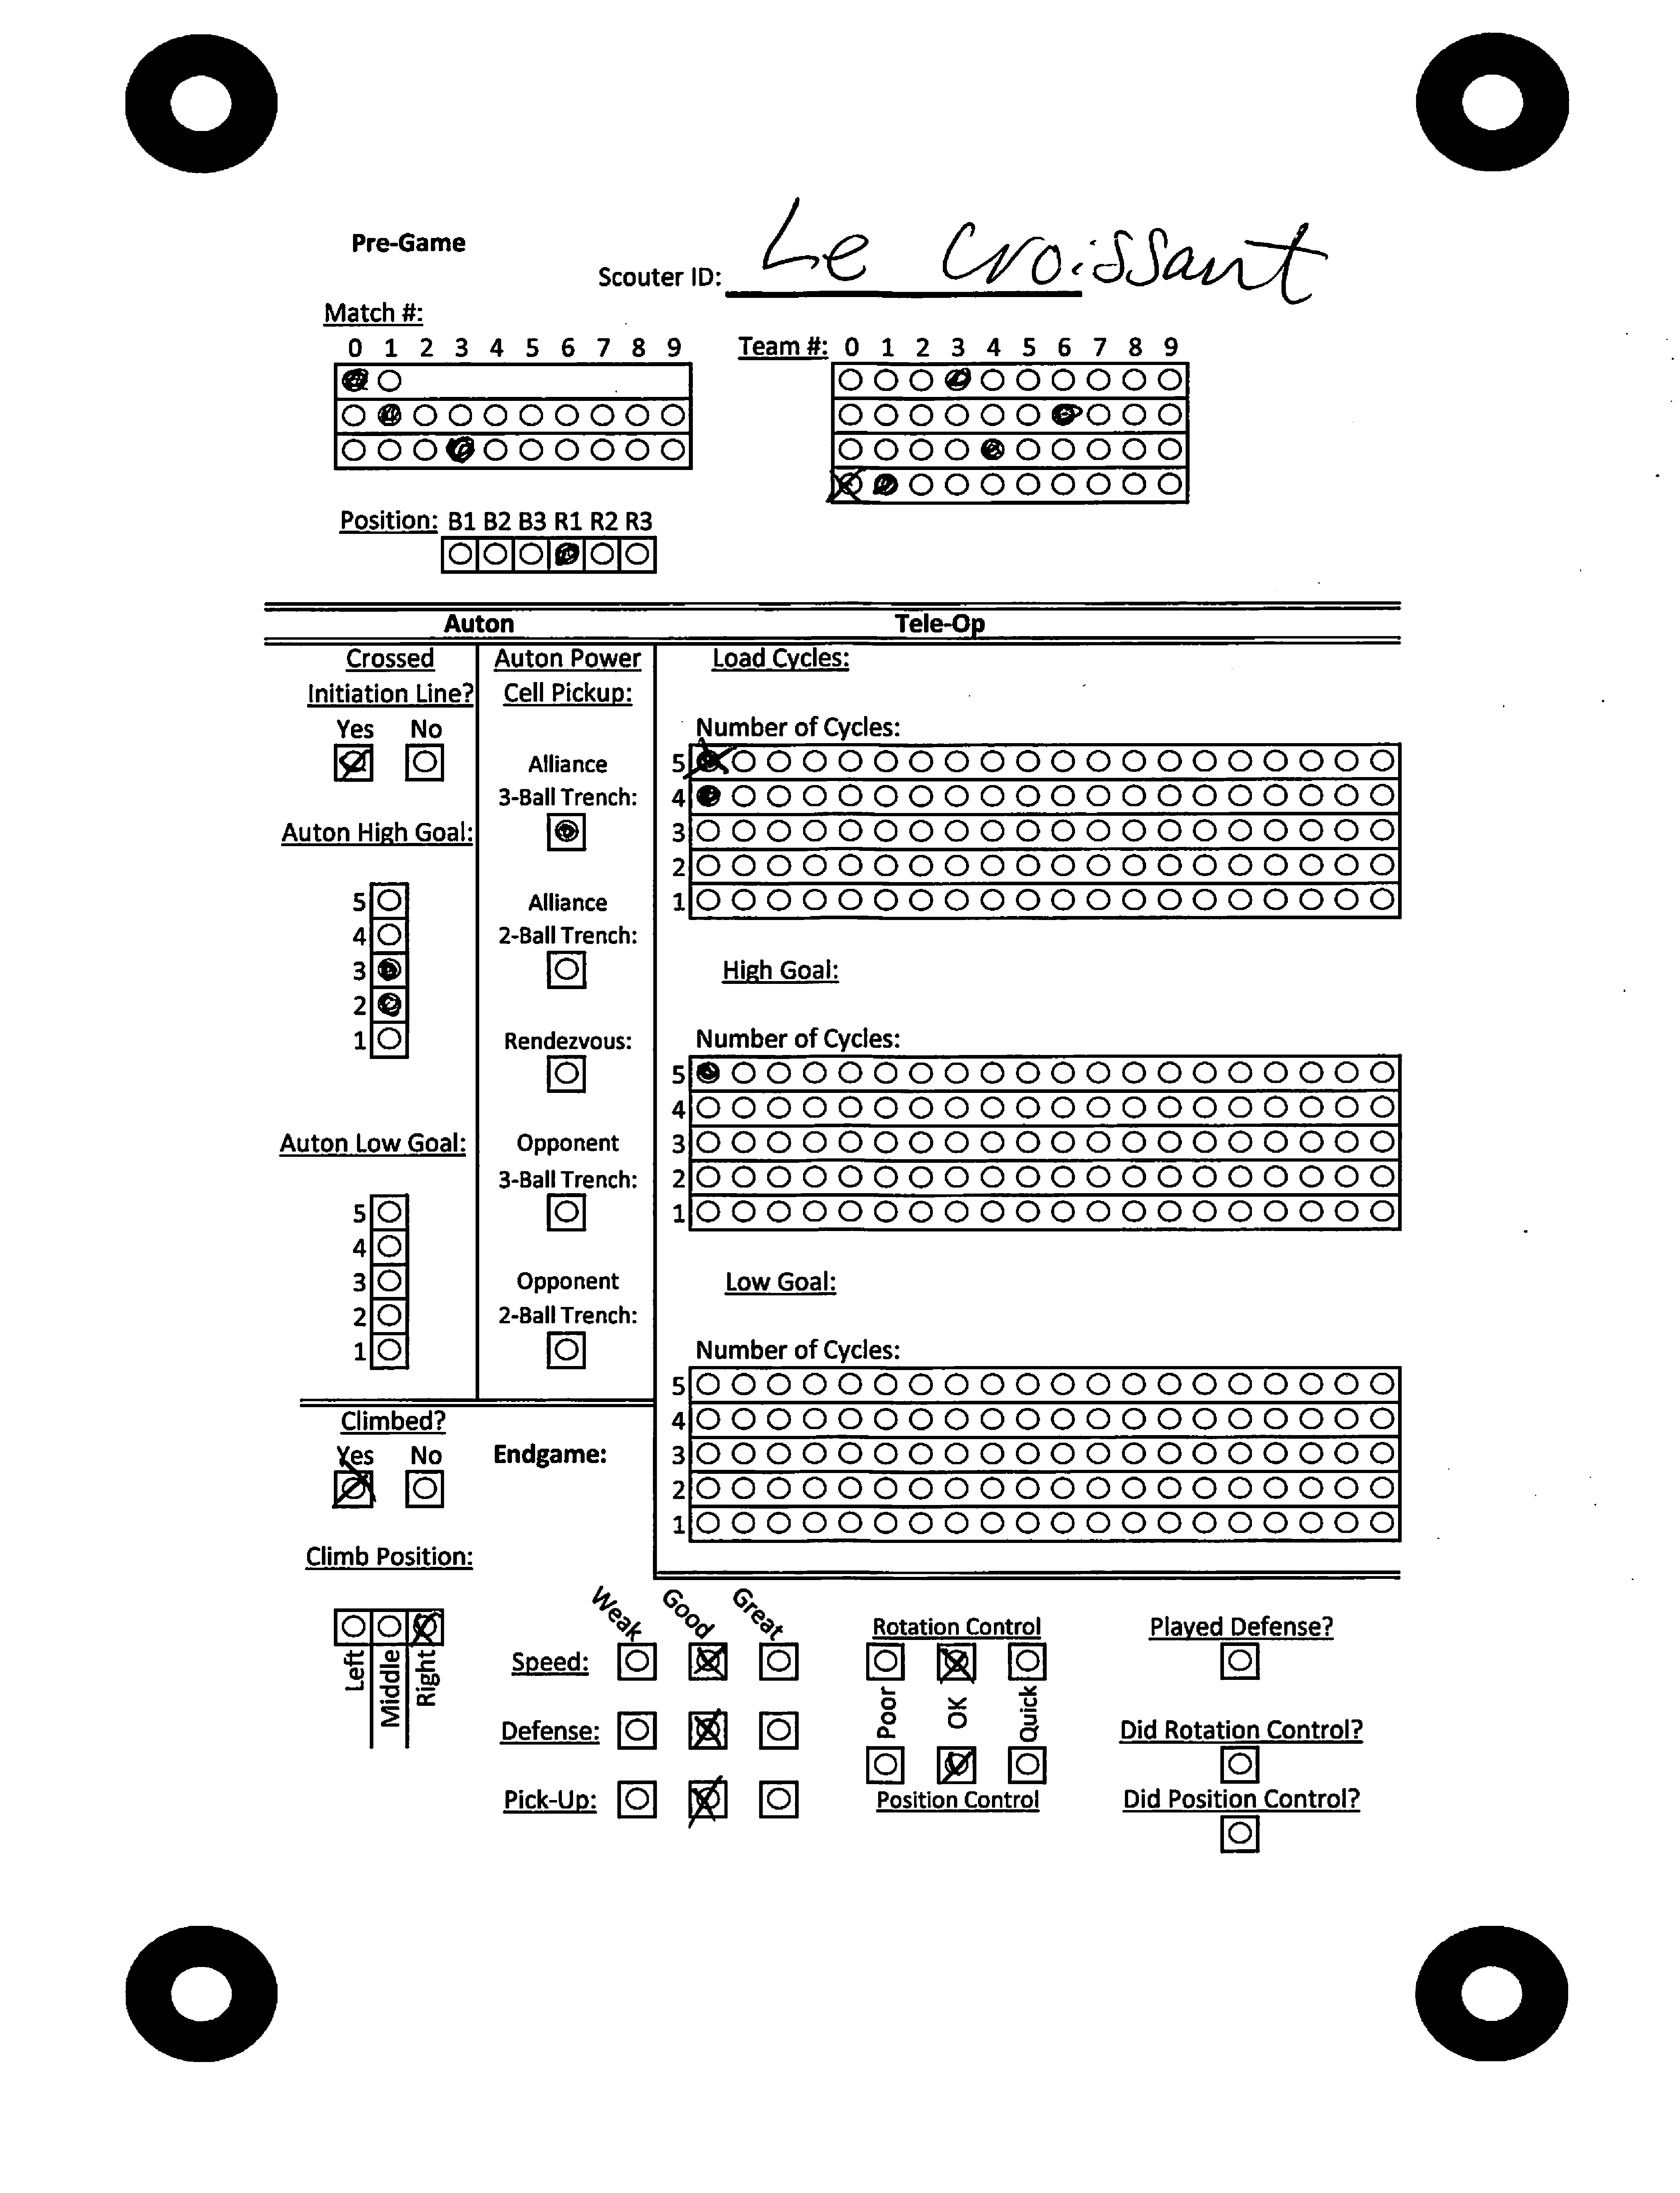 Pre-Game
Scouter ID: Le Croissant
Match #:
0 1 2 3 4 5 6 7 8 9
Team #: 0 1 2 3 4 5 6 7 8 9
Position: B1 B2 B3 R1 R2 R3
Auton
Tele-Op
Crossed
Initiation Line?
Yes No
Auton High Goal:
5
4
3
2
1
Auton Low Goal:
5
4
3
2
1
Auton Power
Cell Pickup:
Alliance
3-Ball Trench:
Alliance
2-Ball Trench:
Rendezvous:
Opponent
3-Ball Trench:
Opponent
2-Ball Trench:
Load Cycles:
Number of Cycles:
5
4
3
2
1
High Goal:
Number of Cycles:
5
4
3
2
1
Low Goal:
Number of Cycles:
5
4
3
2
1
Climbed?
Yes No
Endgame:
Climb Position:
Left
Middle
Right
Weak Good Great
Speed:
Defense:
Pick-Up:
Rotation Control
Poor OK Quick
Position Control
Played Defense?
Did Rotation Control?
Did Position Control?